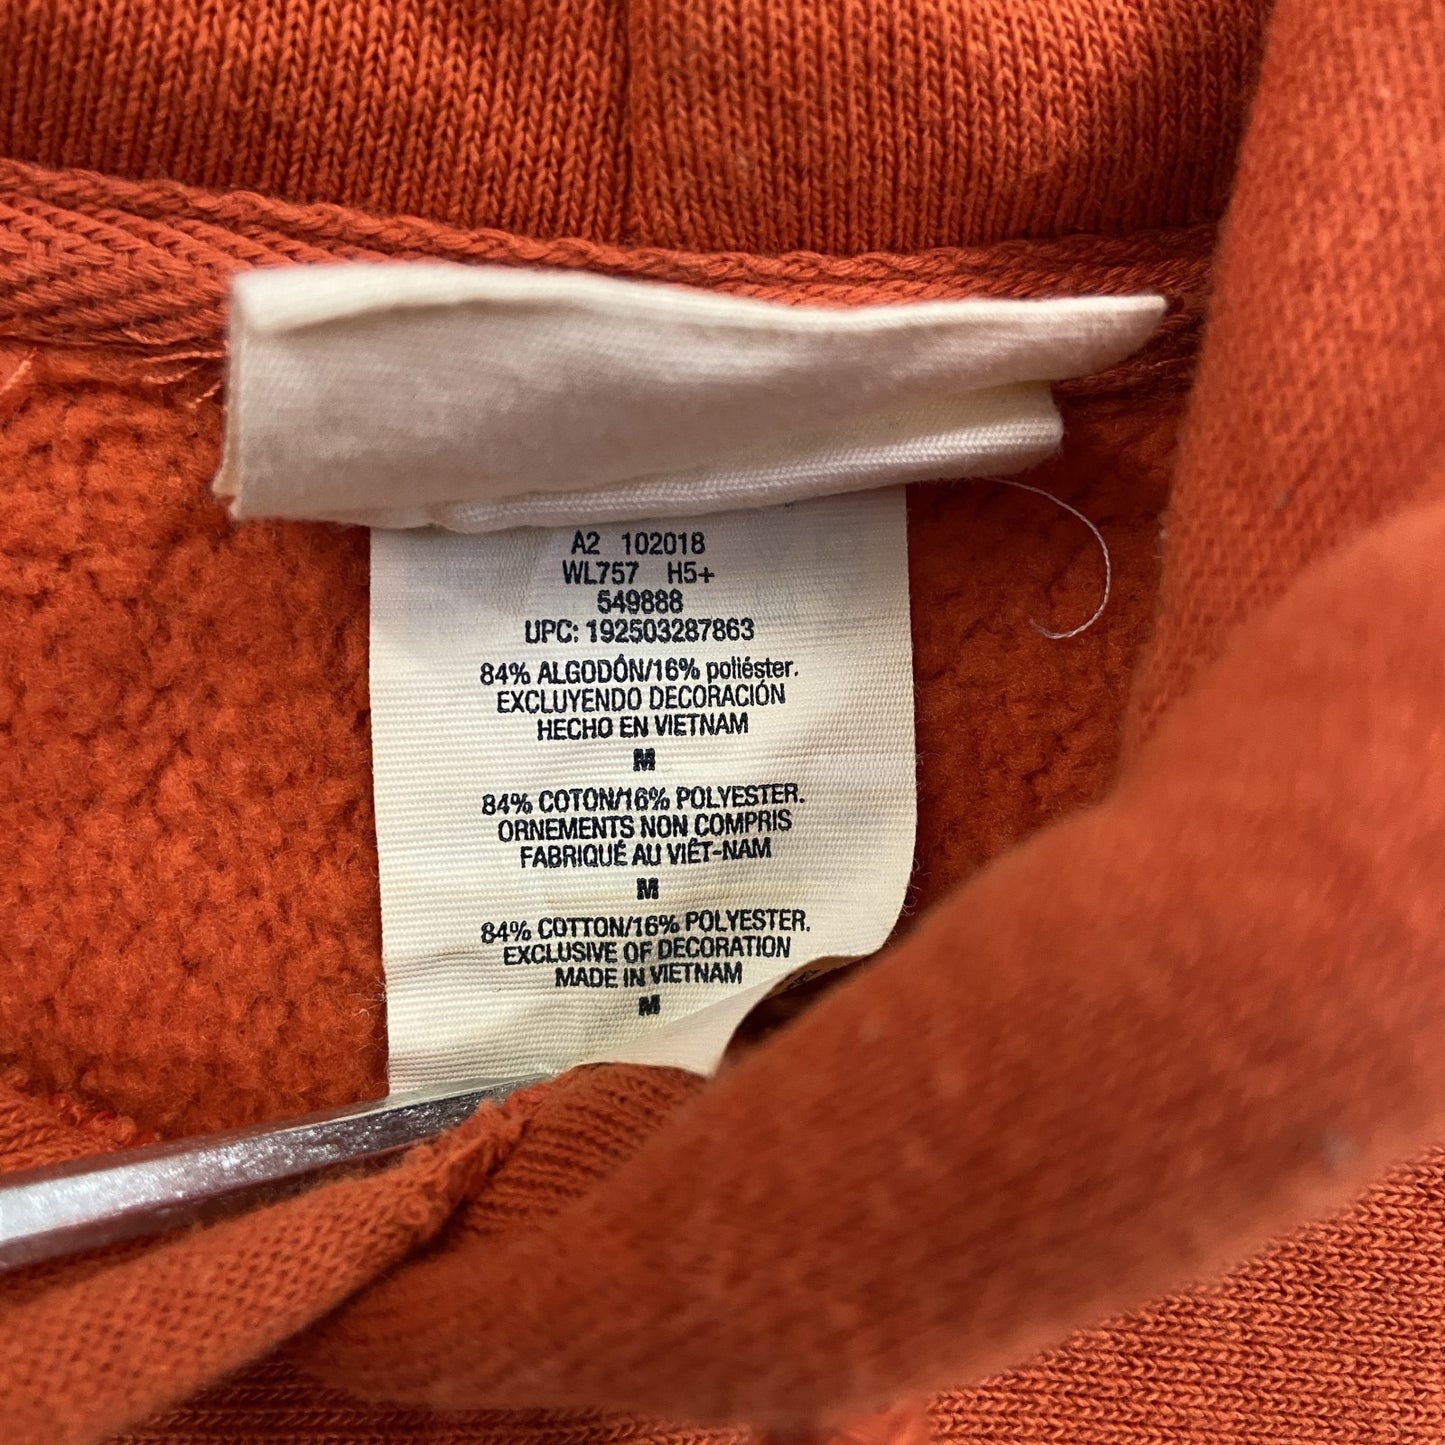 A2 102018
WL757 H5+
549888
UPC: 192503287863
84% ALGODÓN/16% poliéster.
EXCLUYENDO DECORACIÓN
HECHO EN VIETNAM
M
84% COTON/16% POLYESTER.
ORNEMENTS NON COMPRIS
FABRIQUÉ AU VIÊT-NAM
M
84% COTTON/16% POLYESTER.
EXCLUSIVE OF DECORATION
MADE IN VIETNAM
M